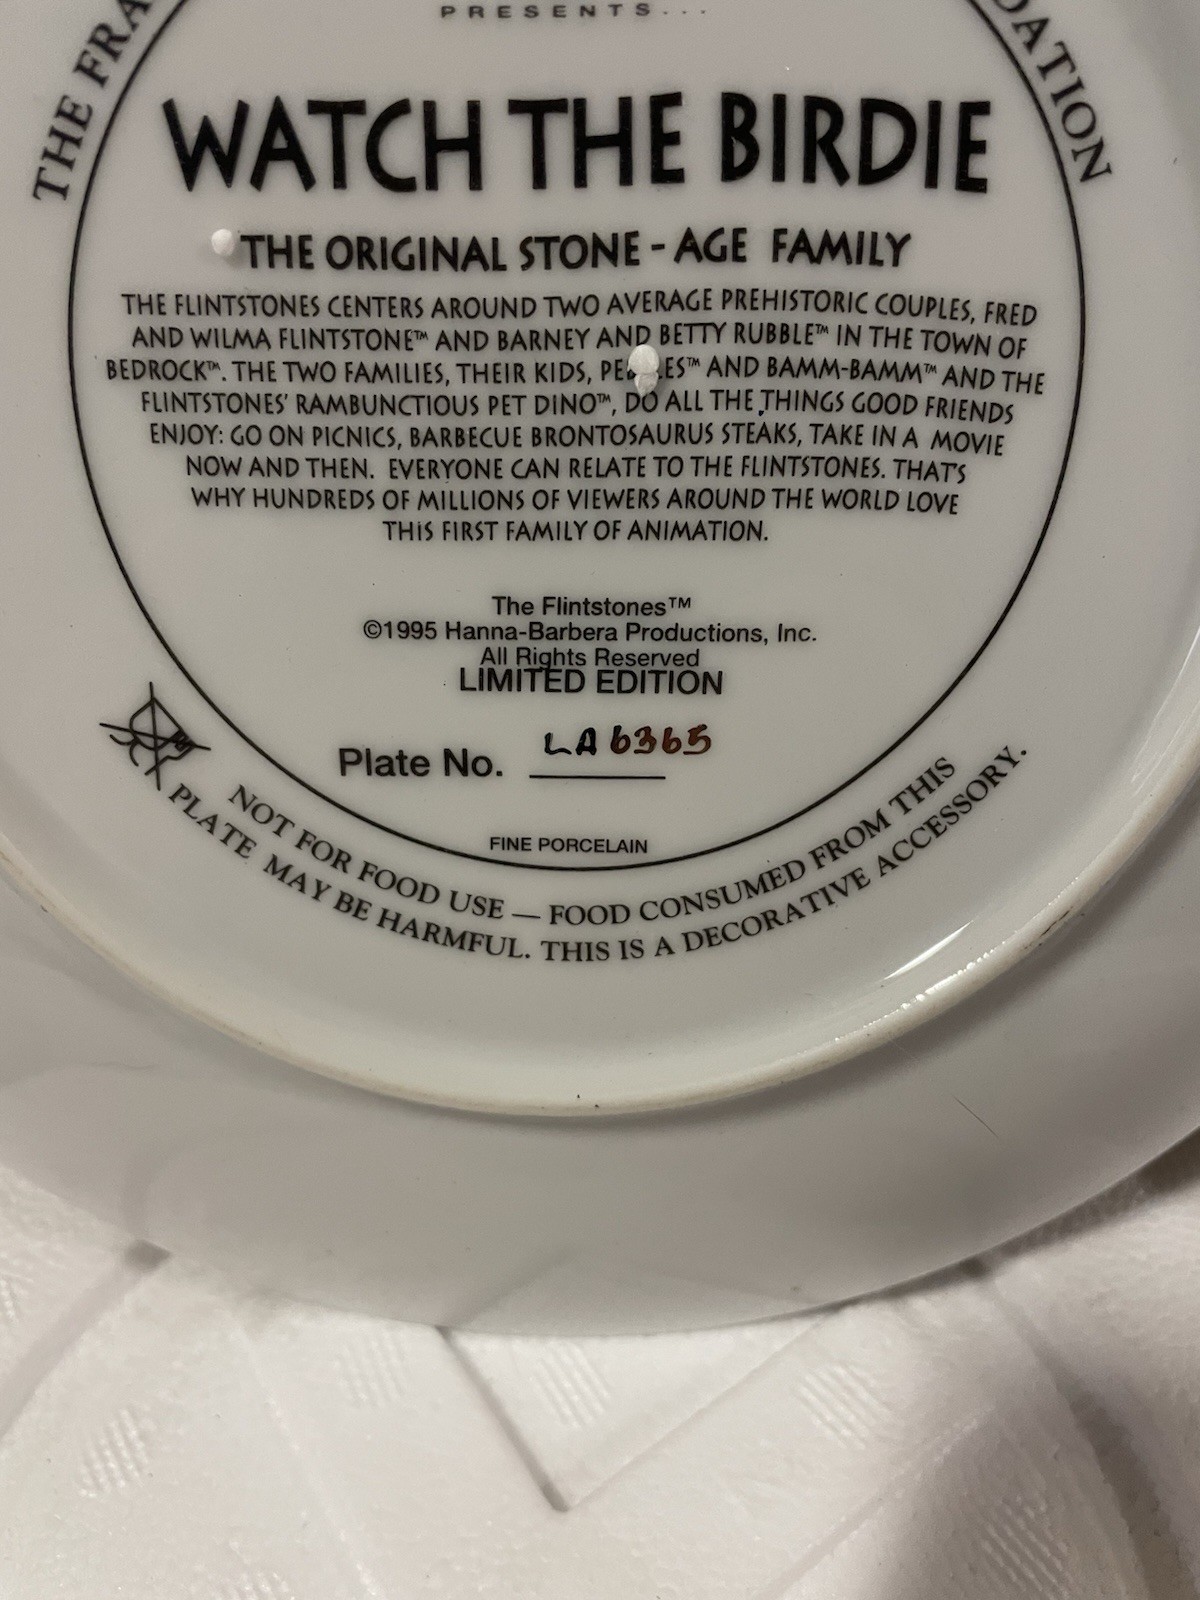 PRESENTS...
THE
WATCH THE BIRDIE
THE ORIGINAL STONE - AGE FAMILY
THE FLINTSTONES CENTERS AROUND TWO AVERAGE PREHISTORIC COUPLES, FRED
AND WILMA FLINTSTONE™ AND BARNEY AND BETTY RUBBLE™ IN THE TOWN OF
BEDROCK™. THE TWO FAMILIES, THEIR KIDS, ™ AND BAMM-BAMM™ AND THE
FLINTSTONES' RAMBUNCTIOUS PET DINO™, DO ALL THE THINGS GOOD FRIENDS
ENJOY: GO ON PICNICS, BARBECUE BRONTOSAURUS STEAKS, TAKE IN A MOVIE
NOW AND THEN. EVERYONE CAN RELATE TO THE FLINTSTONES. THAT'S
WHY HUNDREDS OF MILLIONS OF VIEWERS AROUND THE WORLD LOVE
THIS FIRST FAMILY OF ANIMATION.
The Flintstones™
©1995 Hanna-Barbera Productions, Inc.
All Rights Reserved
LIMITED EDITION
Plate No. LA6365
FINE PORCELAIN
NOT FOR FOOD USE — FOOD CONSUMED FROM THIS
PLATE MAY BE HARMFUL. THIS IS A DECORATIVE ACCESSORY.